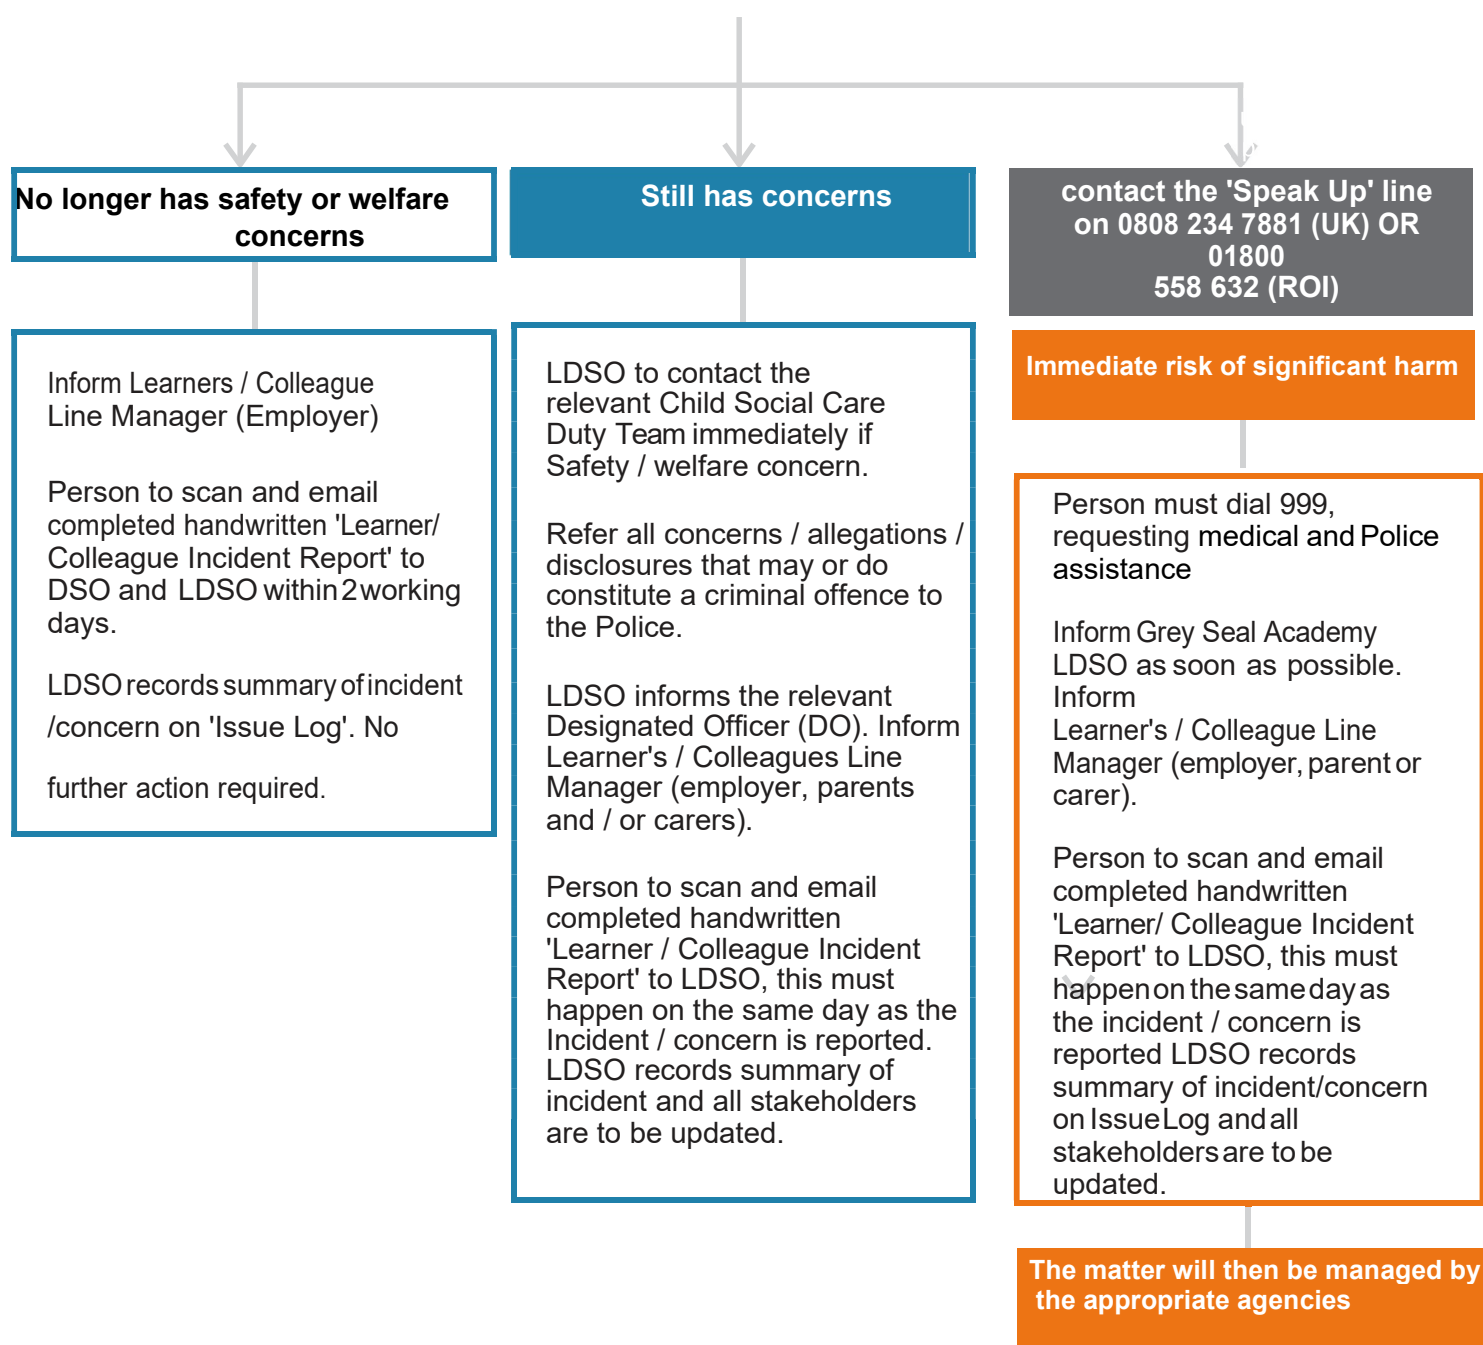 No longer has safety or welfare
concerns
Inform Learners / Colleague
Line Manager (Employer)
Person to scan and email
completed handwritten 'Learner/
Colleague Incident Report' to
DSO and LDSO within 2 working
days.
LDSO records summary of incident
/concern on 'Issue Log'. No
further action required.
Still has concerns
LDSO to contact the
relevant Child Social Care
Duty Team immediately if
Safety / welfare concern.
Refer all concerns / allegations /
disclosures that may or do
constitute a criminal offence to
the Police.
LDSO informs the relevant
Designated Officer (DO). Inform
Learner's / Colleagues Line
Manager (employer, parents
and / or carers).
Person to scan and email
completed handwritten
'Learner / Colleague Incident
Report' to LDSO, this must
happen on the same day as the
Incident / concern is reported.
LDSO records summary of
incident and all stakeholders
are to be updated.
contact the 'Speak Up' line
on 0808 234 7881 (UK) OR
01800
558 632 (ROI)
Immediate risk of significant harm
Person must dial 999,
requesting medical and Police
assistance
Inform Grey Seal Academy
LDSO as soon as possible.
Inform
Learner's / Colleague Line
Manager (employer, parent or
carer).
Person to scan and email
completed handwritten
'Learner/ Colleague Incident
Report' to LDSO, this must
happen on the same day as
the incident / concern is
reported LDSO records
summary of incident/concern
on Issue Log and all
stakeholders are to be
updated.
The matter will then be managed by
the appropriate agencies